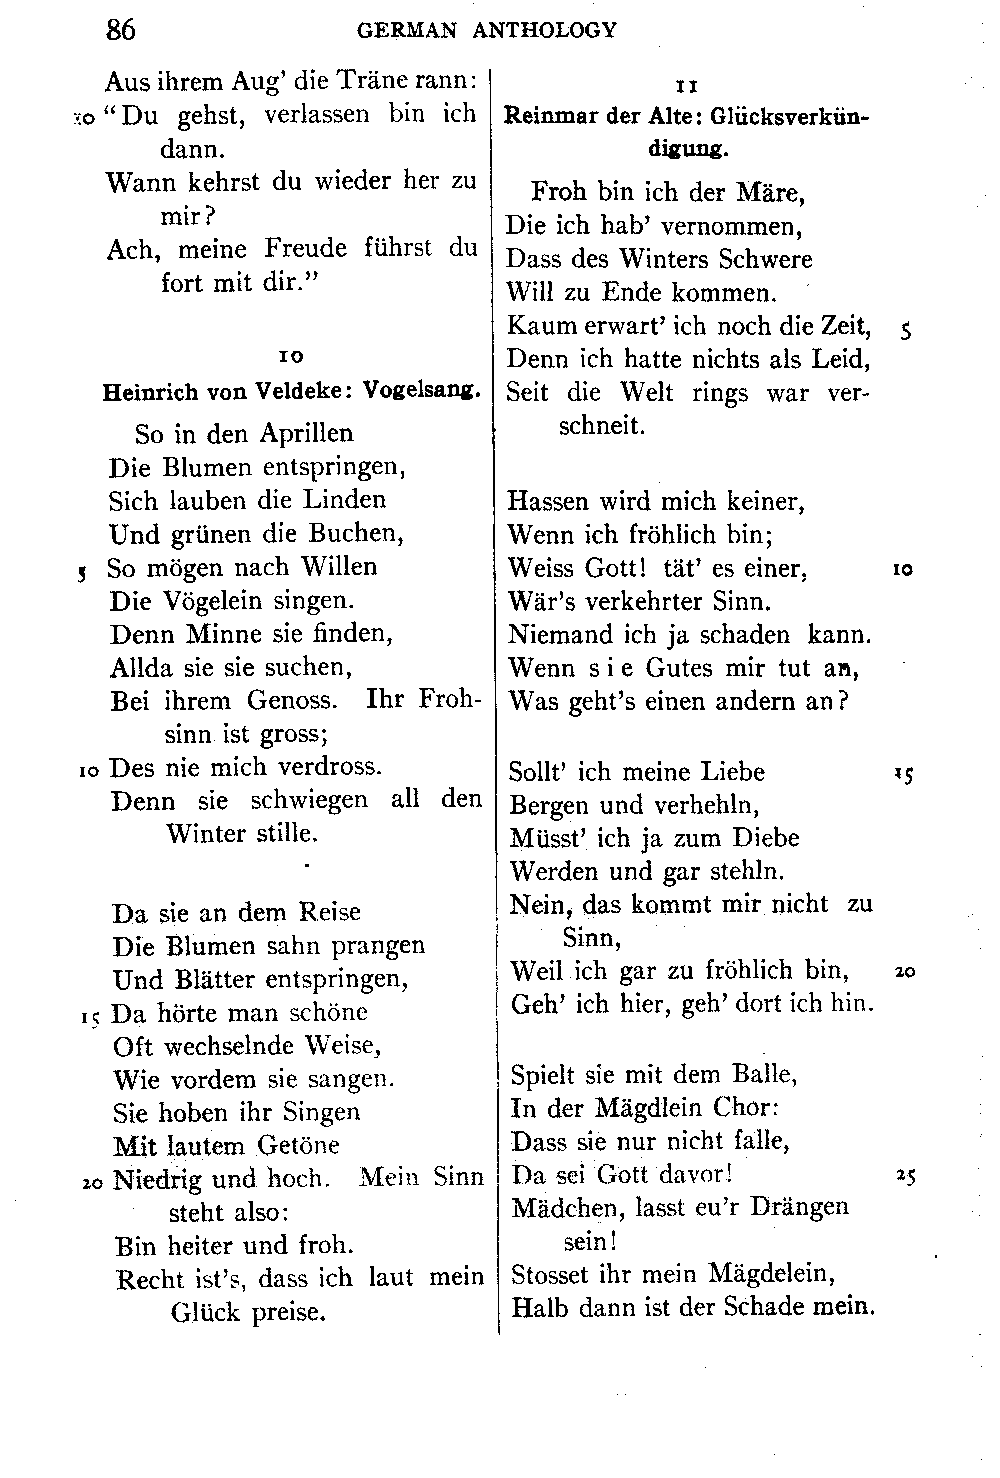 86 GERMAN ANTHOLOGY
Aus ihrem Aug' die Träne rann:
10 “Du gehst, verlassen bin ich
dann.
Wann kehrst du wieder her zu
mir?
Ach, meine Freude führst du
fort mit dir.”
10
Heinrich von Veldeke: Vogelsang.
So in den Aprillen
Die Blumen entspringen,
Sich lauben die Linden
Und grünen die Buchen,
5 So mögen nach Willen
Die Vögelein singen.
Denn Minne sie finden,
Allda sie sie suchen,
Bei ihrem Genoss. Ihr Froh-
sinn ist gross;
10 Des nie mich verdross.
Denn sie schwiegen all den
Winter stille.
Da sie an dem Reise
Die Blumen sahn prangen
Und Blätter entspringen,
15 Da hörte man schöne
Oft wechselnde Weise,
Wie vordem sie sangen.
Sie hoben ihr Singen
Mit lautem Getöne
20 Niedrig und hoch. Mein Sinn
steht also:
Bin heiter und froh.
Recht ist's, dass ich laut mein
Glück preise.
11
Reinmar der Alte: Glücksverkün-
digung.
Froh bin ich der Märe,
Die ich hab' vernommen,
Dass des Winters Schwere
Will zu Ende kommen.
Kaum erwart' ich noch die Zeit, 5
Denn ich hatte nichts als Leid,
Seit die Welt rings war ver-
schneit.
Hassen wird mich keiner,
Wenn ich fröhlich bin;
Weiss Gott! tät' es einer, 10
Wär's verkehrter Sinn.
Niemand ich ja schaden kann.
Wenn sie Gutes mir tut an,
Was geht's einen andern an?
Sollt' ich meine Liebe 15
Bergen und verhehln,
Müsst' ich ja zum Diebe
Werden und gar stehln.
Nein, das kommt mir nicht zu
Sinn,
Weil ich gar zu fröhlich bin, 20
Geh' ich hier, geh' dort ich hin.
Spielt sie mit dem Balle,
In der Mägdlein Chor:
Dass sie nur nicht falle,
Da sei Gott davor! 25
Mädchen, lasst eu'r Drängen
sein!
Stosset ihr mein Mägdelein,
Halb dann ist der Schade mein.